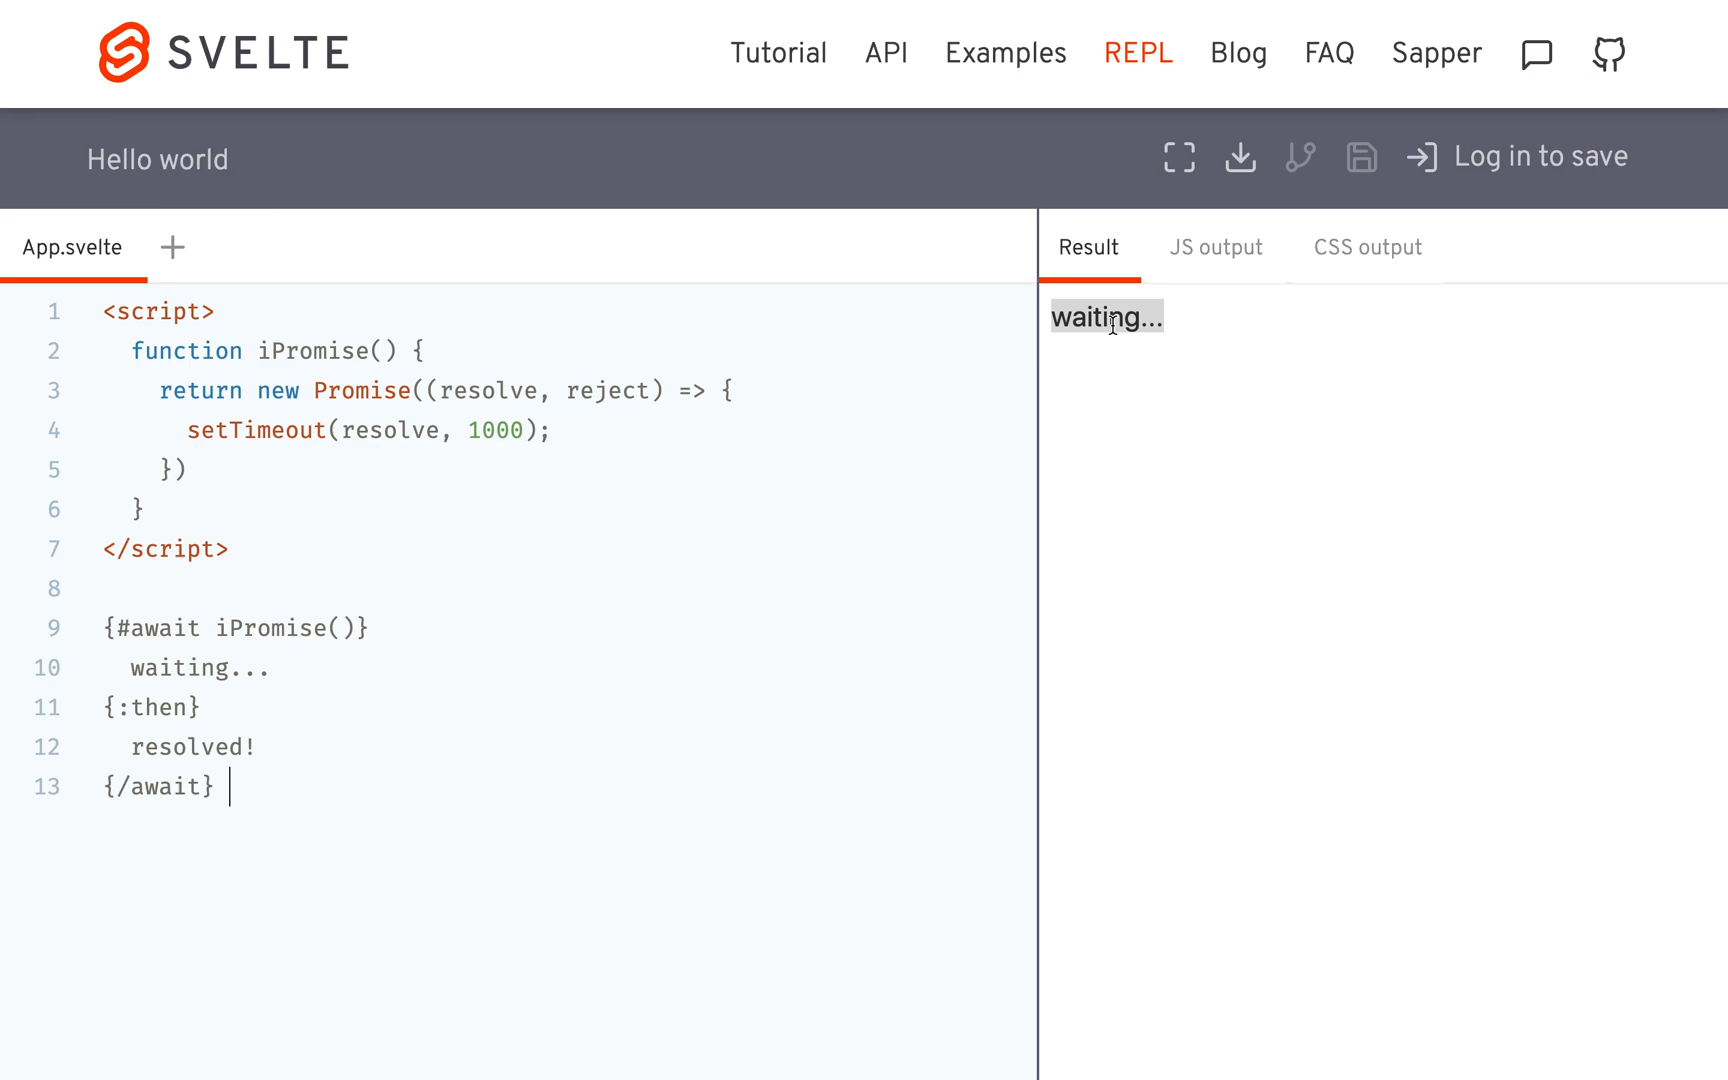 SVELTE
Tutorial API Examples REPL Blog FAQ Sapper
Hello world
Log in to save
App.svelte +
Result JS output CSS output
1 <script>
2 function iPromise() {
3 return new Promise((resolve, reject) => {
4 setTimeout(resolve, 1000);
5 })
6 }
7 </script>
8
9 {#await iPromise()}
10 waiting...
11 {:then}
12 resolved!
13 {/await}
waiting...